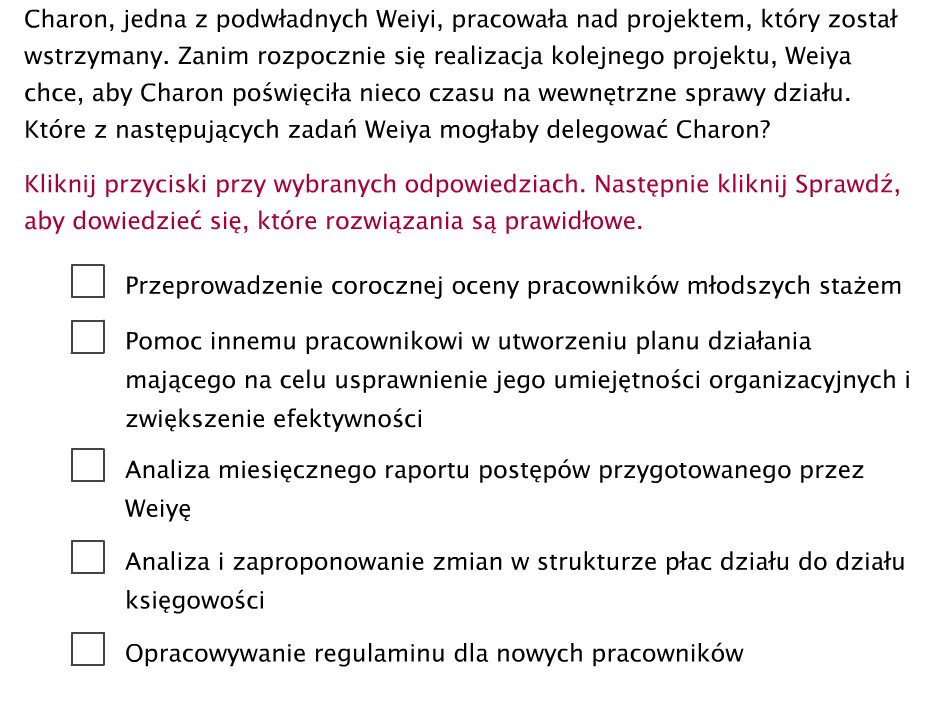 Charon, jedna z podwładnych Weiyi, pracowała nad projektem, który został
wstrzymany. Zanim rozpocznie się realizacja kolejnego projektu, Weiya
chce, aby Charon poświęciła nieco czasu na wewnętrzne sprawy działu.
Które z następujących zadań Weiya mogłaby delegować Charon?
Kliknij przyciski przy wybranych odpowiedziach. Następnie kliknij Sprawdź,
aby dowiedzieć się, które rozwiązania są prawidłowe.
Przeprowadzenie corocznej oceny pracowników młodszych stażem
Pomoc innemu pracownikowi w utworzeniu planu działania
mającego na celu usprawnienie jego umiejętności organizacyjnych i
zwiększenie efektywności
Analiza miesięcznego raportu postępów przygotowanego przez
Weiyę
Analiza i zaproponowanie zmian w strukturze płac działu do działu
księgowości
Opracowywanie regulaminu dla nowych pracowników